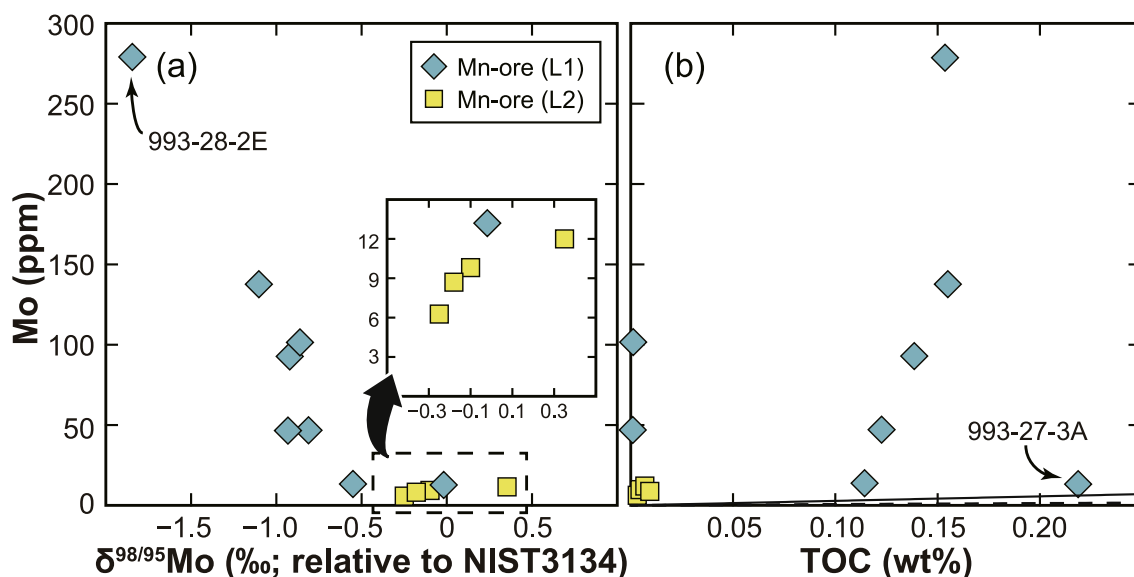 300
250
200
150
100
50
0
Mo (ppm)
(a)
993-28-2E
Mn-ore (L1)
Mn-ore (L2)
12
9
6
3
−0.3 −0.1 0.1 0.3
−1.5 −1.0 −0.5 0 0.5
δ98/95Mo (‰; relative to NIST3134)
(b)
993-27-3A
0.05 0.10 0.15 0.20
TOC (wt%)